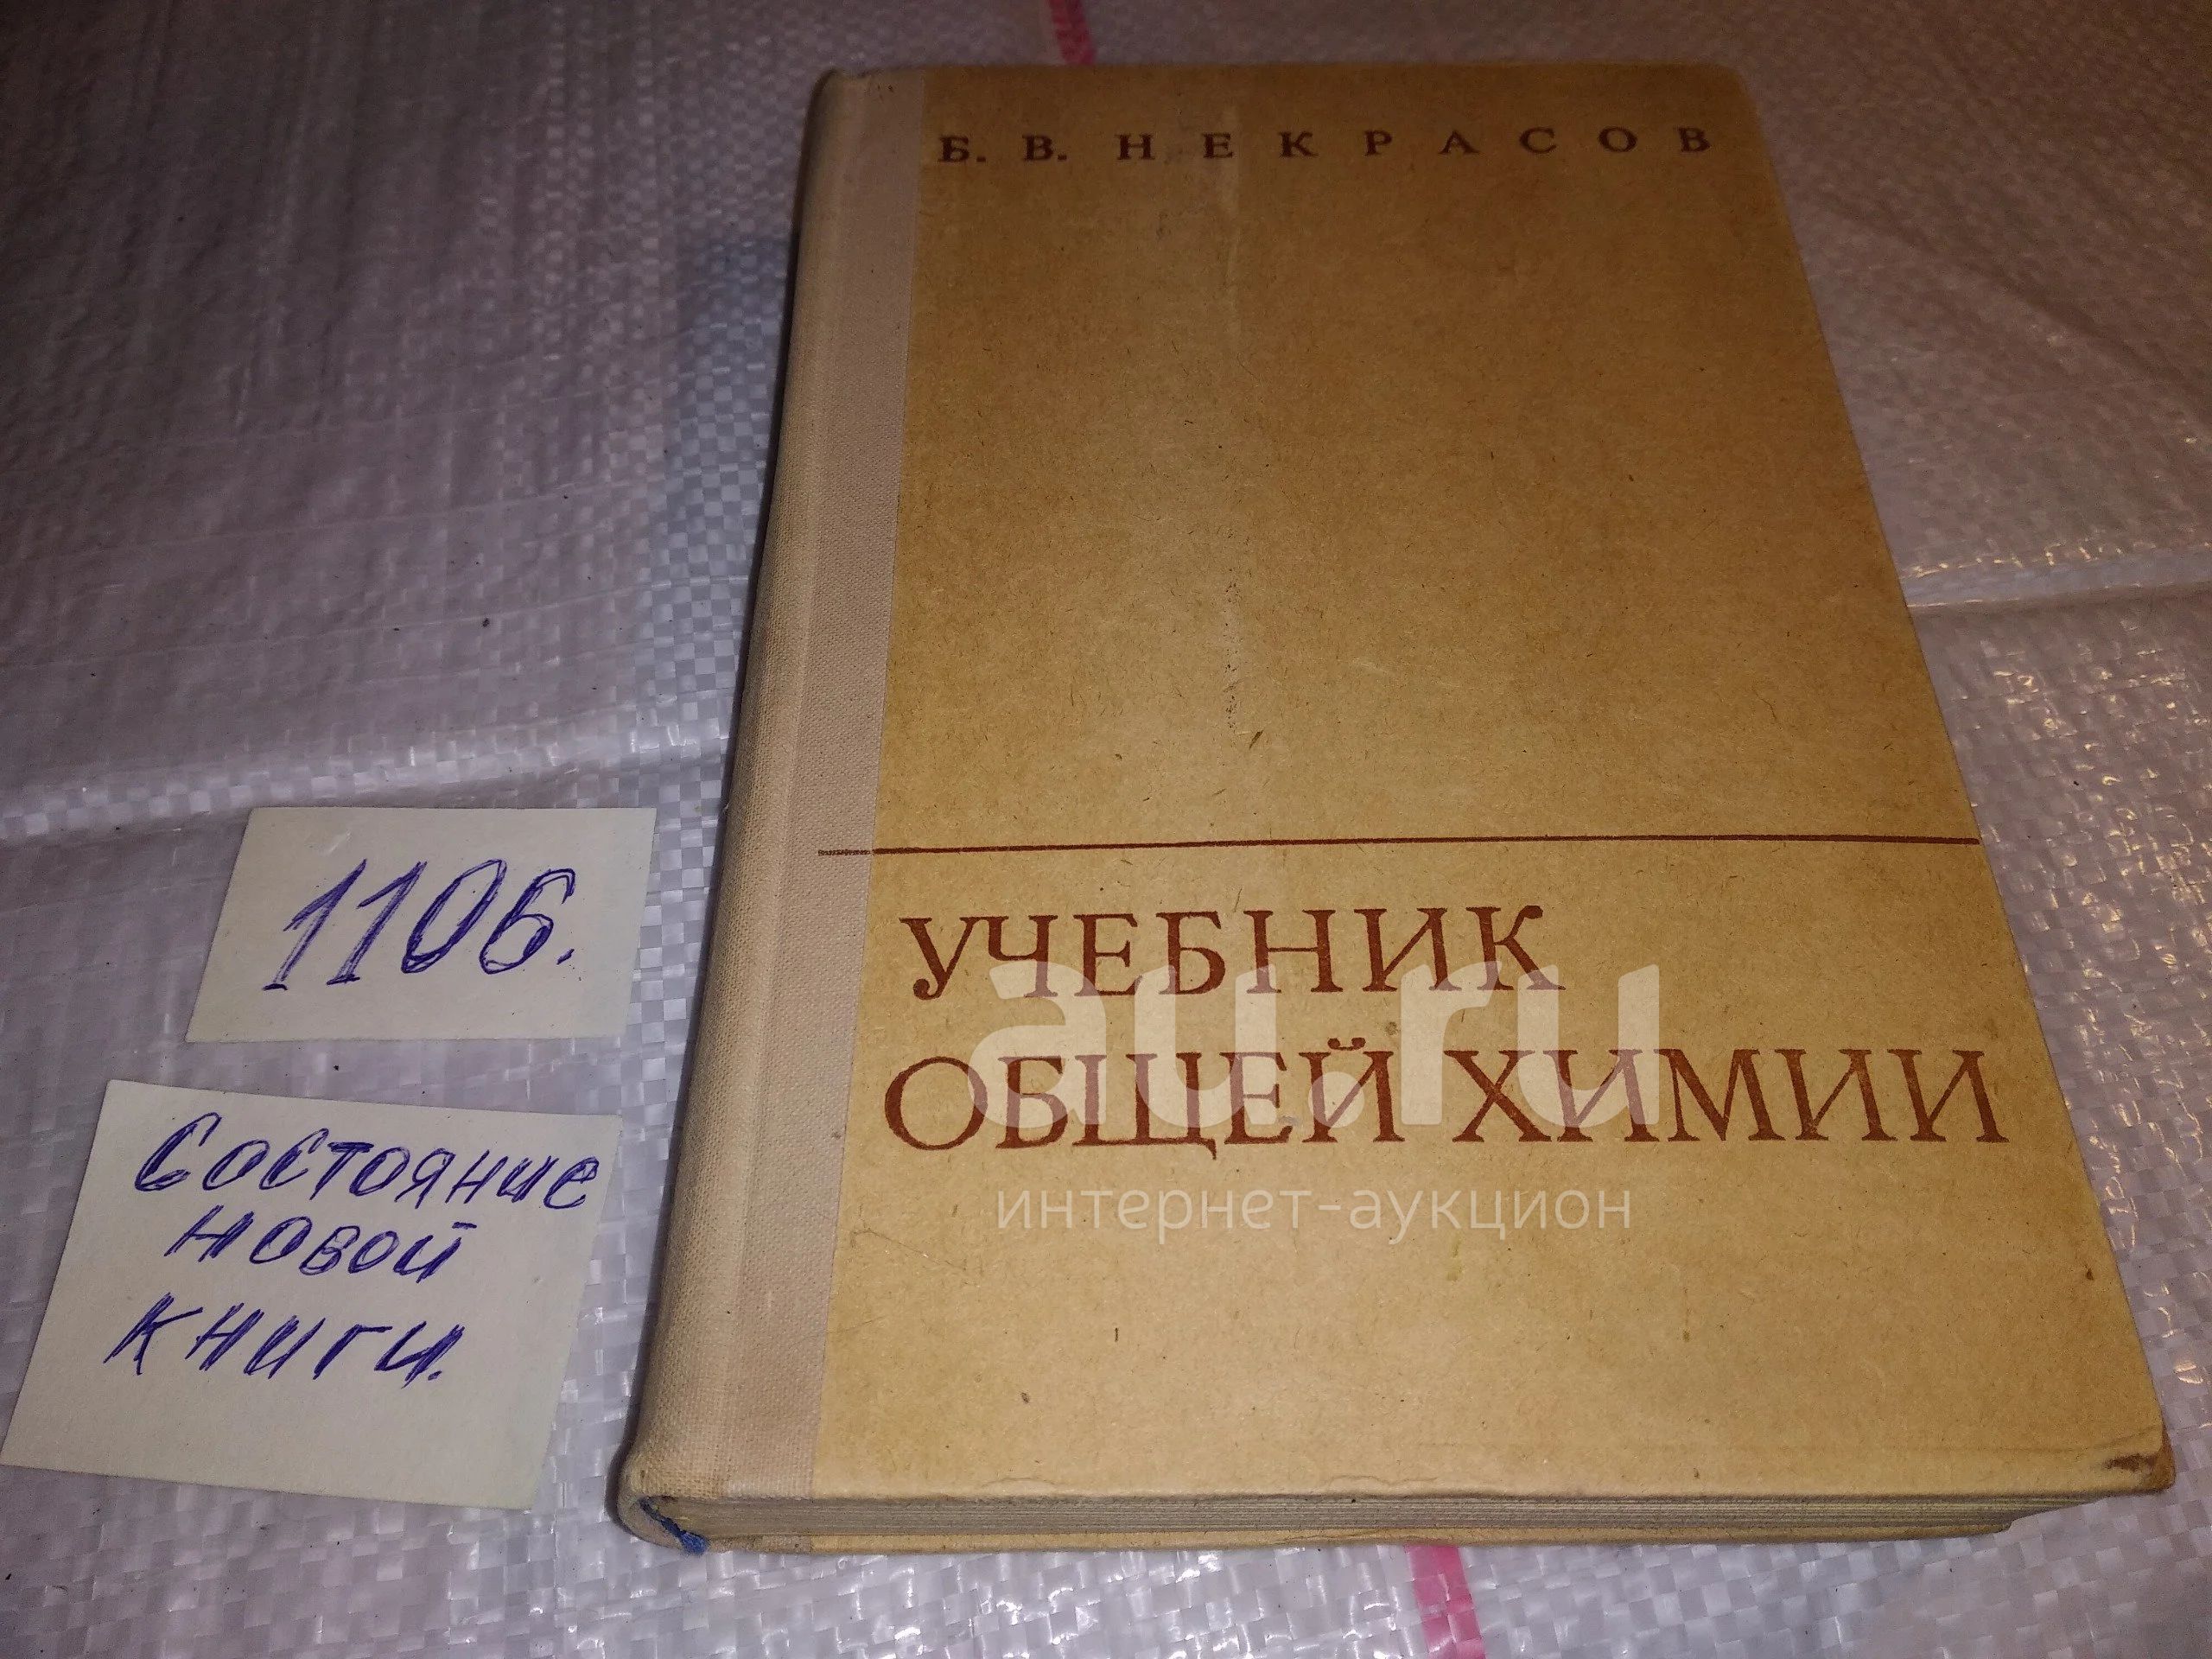 Б. В. НЕКРАСОВ
УЧЕБНИК
ОБЩЕЙ ХИМИИ
au.ru
интернет-аукцион
1106.
Состояние
новой
книги.